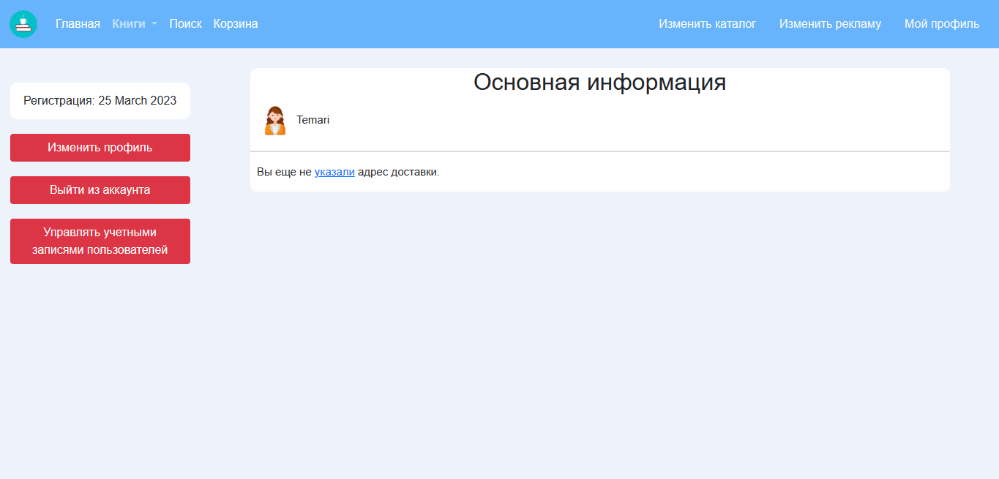 Главная Книги Поиск Корзина Изменить каталог Изменить рекламу Мой профиль
Регистрация: 25 March 2023
Изменить профиль
Выйти из аккаунта
Управлять учетными
записями пользователей
Основная информация
Temari
Вы еще не указали адрес доставки.